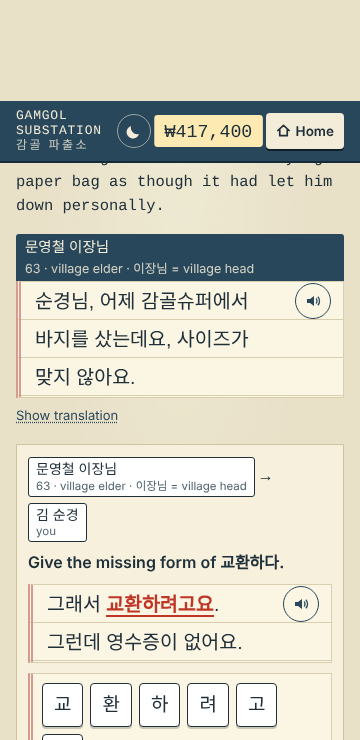 GAMGOL
SUBSTATION
감골 파출소
₩417,400
Home
paper bag as though it had let him
down personally.
문영철 이장님
63 · village elder · 이장님 = village head
순경님, 어제 감골슈퍼에서
바지를 샀는데요, 사이즈가
맞지 않아요.
Show translation
문영철 이장님
63 · village elder · 이장님 = village head
→
김 순경
you
Give the missing form of 교환하다.
그래서 교환하려고요.
그런데 영수증이 없어요.
교 환 하 려 고